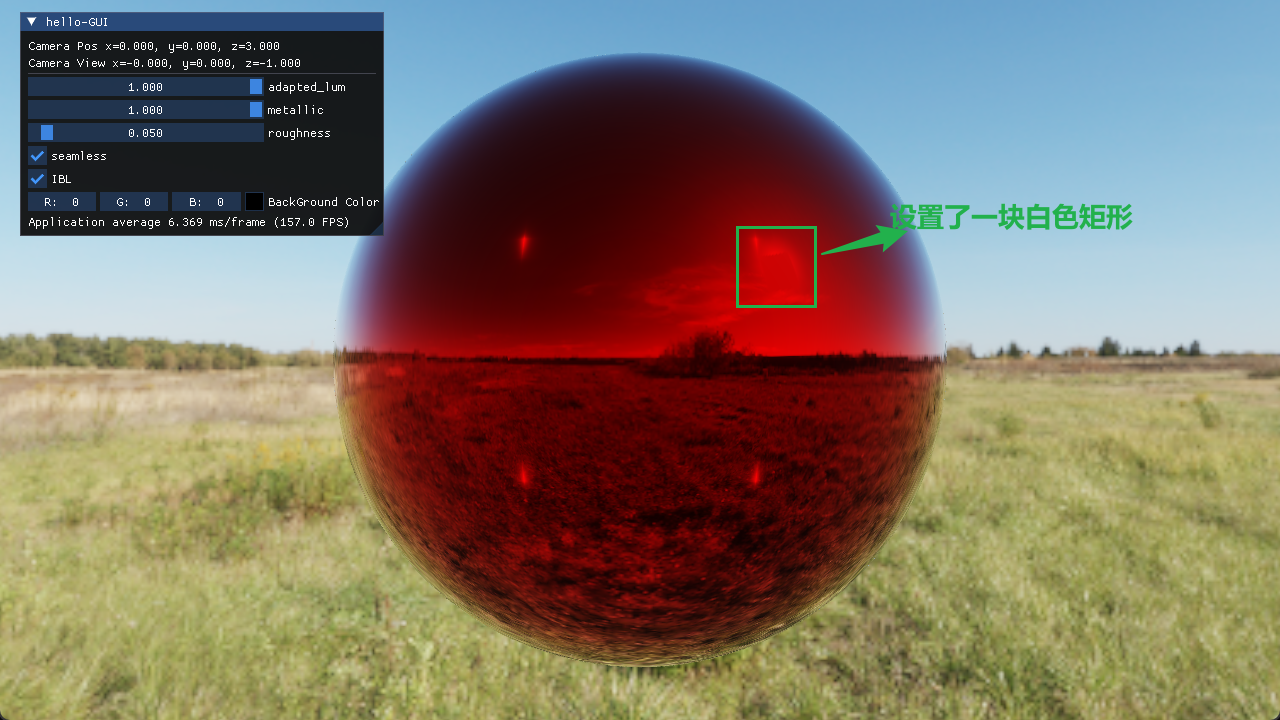 hello-GUI
Camera Pos x=0.000, y=0.000, z=3.000
Camera View x=-0.000, y=0.000, z=-1.000
1.000 adapted_lum
1.000 metallic
0.050 roughness
seamless
IBL
R: 0 G: 0 B: 0 BackGround Color
Application average 6.368 ms/frame (157.0 FPS)
设置了一块白色矩形